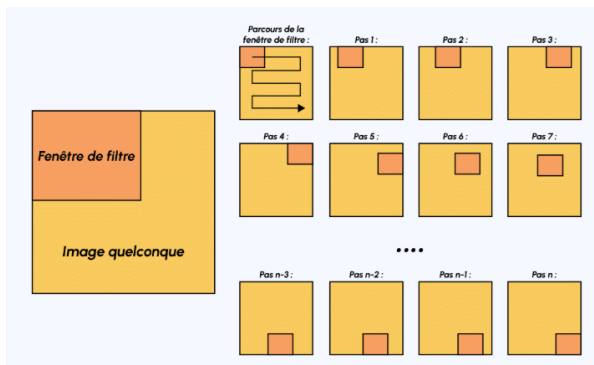 Parcours de la
fenêtre de filtre :
Pas 1 :
Pas 2 :
Pas 3 :
Fenêtre de filtre
Image quelconque
Pas 4 :
Pas 5 :
Pas 6 :
Pas 7 :
....
Pas n-3 :
Pas n-2 :
Pas n-1 :
Pas n :